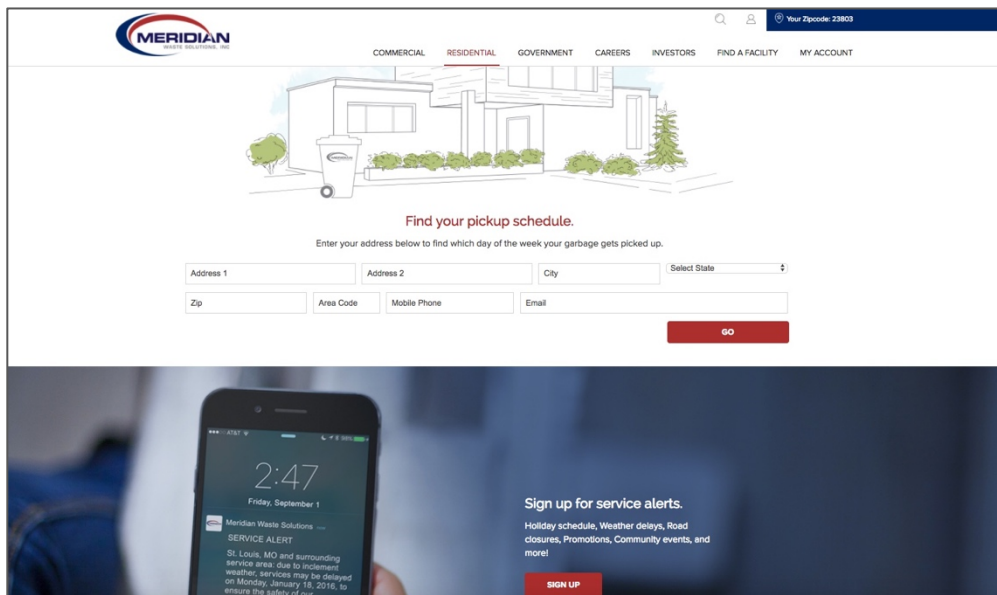 Your Zipcode: 23803
MERIDIAN
WASTE SOLUTIONS, INC
COMMERCIAL RESIDENTIAL GOVERNMENT CAREERS INVESTORS FIND A FACILITY MY ACCOUNT
Find your pickup schedule.
Enter your address below to find which day of the week your garbage gets picked up.
Address 1 Address 2 City Select State
Zip Area Code Mobile Phone Email
GO
AT&T 98%
2:47
Friday, September 1
Meridian Waste Solutions now
SERVICE ALERT
St. Louis, MO and surrounding
service area: due to inclement
weather, services may be delayed
on Monday, January 18, 2016, to
ensure the safety of our
Sign up for service alerts.
Holiday schedule, Weather delays, Road
closures, Promotions, Community events, and
more!
SIGN UP